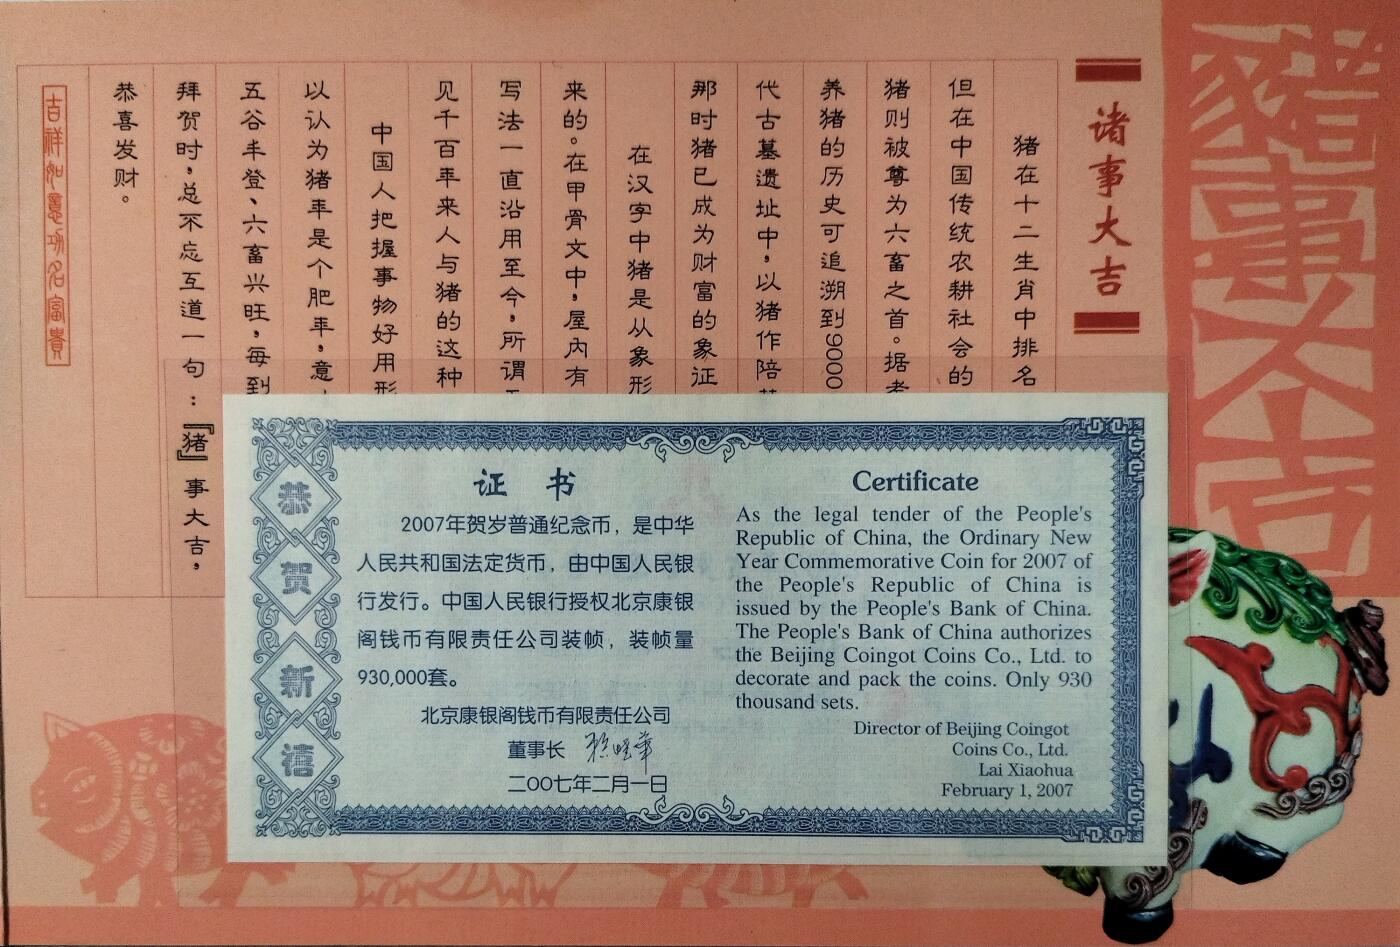 豬事大吉
诸事大吉
猪在十二生肖中排名
但在中国传统农耕社会的
猪则被尊为六畜之首。据考
养猪的历史可追溯到9000
代古墓遗址中，以猪作陪
那时猪已成为财富的象征
在汉字中猪是从象形
来的。在甲骨文中，屋内有
写法一直沿用至今，所谓
见千百年来人与猪的这种
中国人把握事物好用形
以认为猪年是个肥年，意
五谷丰登、六畜兴旺，每到
拜贺时，总不忘互道一句：『猪』事大吉，
恭喜发财。
吉祥如意功名富貴
恭贺新禧
证 书
2007年贺岁普通纪念币，是中华
人民共和国法定货币，由中国人民银
行发行。中国人民银行授权北京康银
阁钱币有限责任公司装帧，装帧量
930,000套。
北京康银阁钱币有限责任公司
董事长
二〇〇七年二月一日
Certificate
As the legal tender of the People's
Republic of China, the Ordinary New
Year Commemorative Coin for 2007 of
the People's Republic of China is
issued by the People's Bank of China.
The People's Bank of China authorizes
the Beijing Coingot Coins Co., Ltd. to
decorate and pack the coins. Only 930
thousand sets.
Director of Beijing Coingot
Coins Co., Ltd.
Lai Xiaohua
February 1, 2007